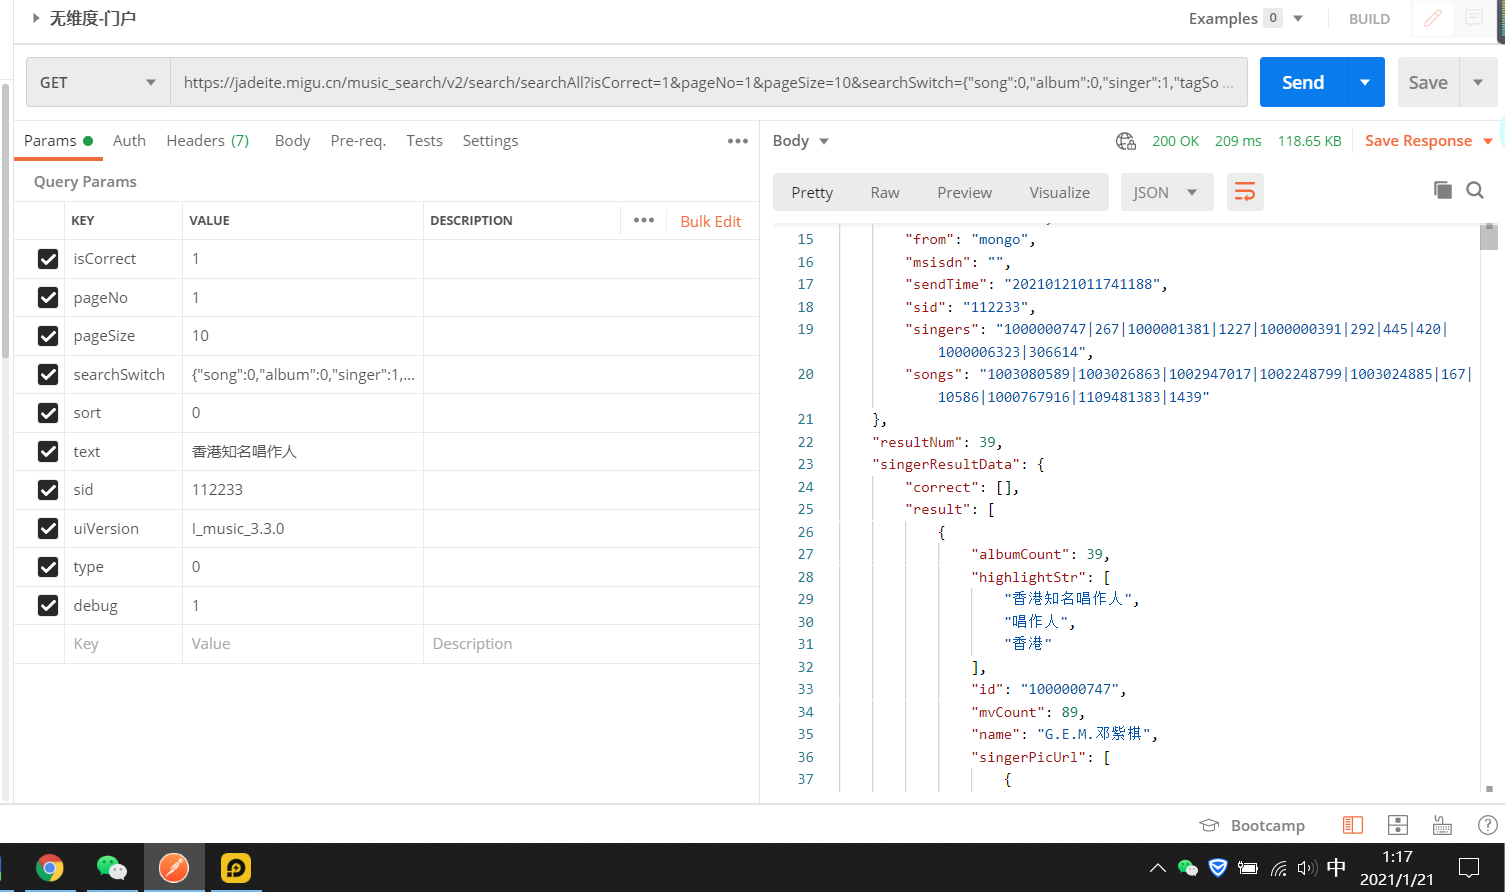 无维度-门户
Examples 0 BUILD
GET https://jadeite.migu.cn/music_search/v2/search/searchAll?isCorrect=1&pageNo=1&pageSize=10&searchSwitch={"song":0,"album":0,"singer":1,"tagSo ... Send Save
Params Auth Headers (7) Body Pre-req. Tests Settings
Query Params
KEY VALUE DESCRIPTION Bulk Edit
isCorrect 1
pageNo 1
pageSize 10
searchSwitch {"song":0,"album":0,"singer":1,...
sort 0
text 香港知名唱作人
sid 112233
uiVersion I_music_3.3.0
type 0
debug 1
Key Value Description
Body 200 OK 209 ms 118.65 KB Save Response
Pretty Raw Preview Visualize JSON
15 "from": "mongo",
16 "msisdn": "",
17 "sendTime": "20210121011741188",
18 "sid": "112233",
19 "singers": "1000000747|267|1000001381|1227|1000000391|292|445|420|
1000006323|306614",
20 "songs": "1003080589|1003026863|1002947017|1002248799|1003024885|167|
10586|1000767916|1109481383|1439"
21 },
22 "resultNum": 39,
23 "singerResultData": {
24 "correct": [],
25 "result": [
26 {
27 "albumCount": 39,
28 "highlightStr": [
29 "香港知名唱作人",
30 "唱作人",
31 "香港"
32 ],
33 "id": "1000000747",
34 "mvCount": 89,
35 "name": "G.E.M.邓紫棋",
36 "singerPicUrl": [
37 {
Bootcamp
中 1:17
2021/1/21